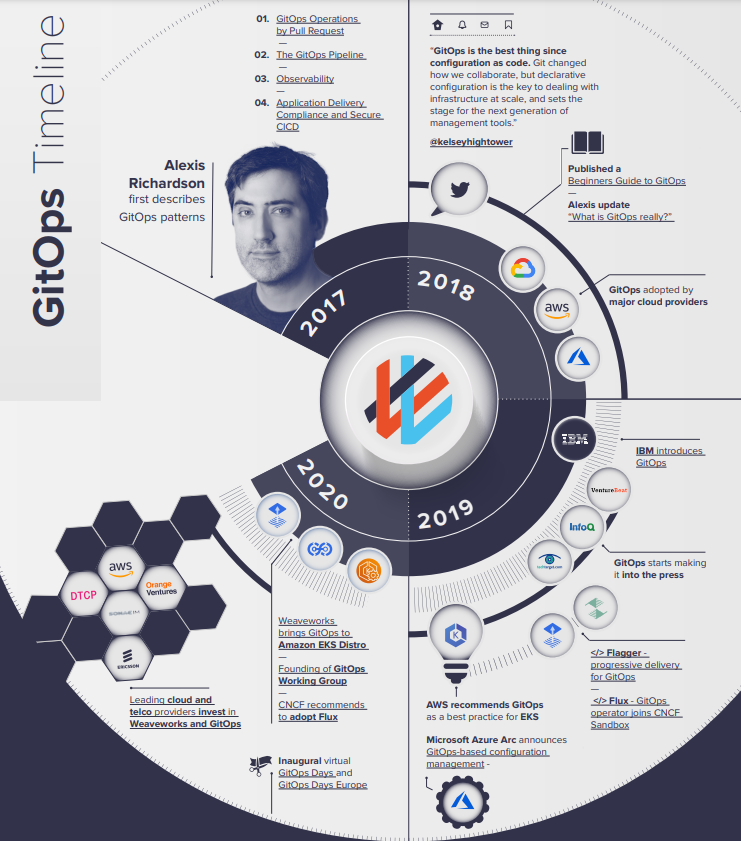 GitOps Timeline
01. GitOps Operations
by Pull Request
—
02. The GitOps Pipeline
—
03. Observability
—
04. Application Delivery
Compliance and Secure
CICD
Alexis
Richardson
first describes
GitOps patterns
2017
"GitOps is the best thing since
configuration as code. Git changed
how we collaborate, but declarative
configuration is the key to dealing with
infrastructure at scale, and sets the
stage for the next generation of
management tools."
@kelseyhightower
Published a
Beginners Guide to GitOps
—
Alexis update
"What is GitOps really?"
2018
aws
GitOps adopted by
major cloud providers
2019
IBM
IBM introduces
GitOps
VentureBeat
InfoQ
GitOps starts making
it into the press
</> Flagger -
progressive delivery
for GitOps
—
</> Flux - GitOps
operator joins CNCF
Sandbox
K
AWS recommends GitOps
as a best practice for EKS
Microsoft Azure Arc announces
GitOps-based configuration
management -
2020
Weaveworks
brings GitOps to
Amazon EKS Distro
—
Founding of GitOps
Working Group
—
CNCF recommends
to adopt Flux
Inaugural virtual
GitOps Days and
GitOps Days Europe
aws
DTCP
Orange
Ventures
ERICSSON
Leading cloud and
telco providers invest in
Weaveworks and GitOps